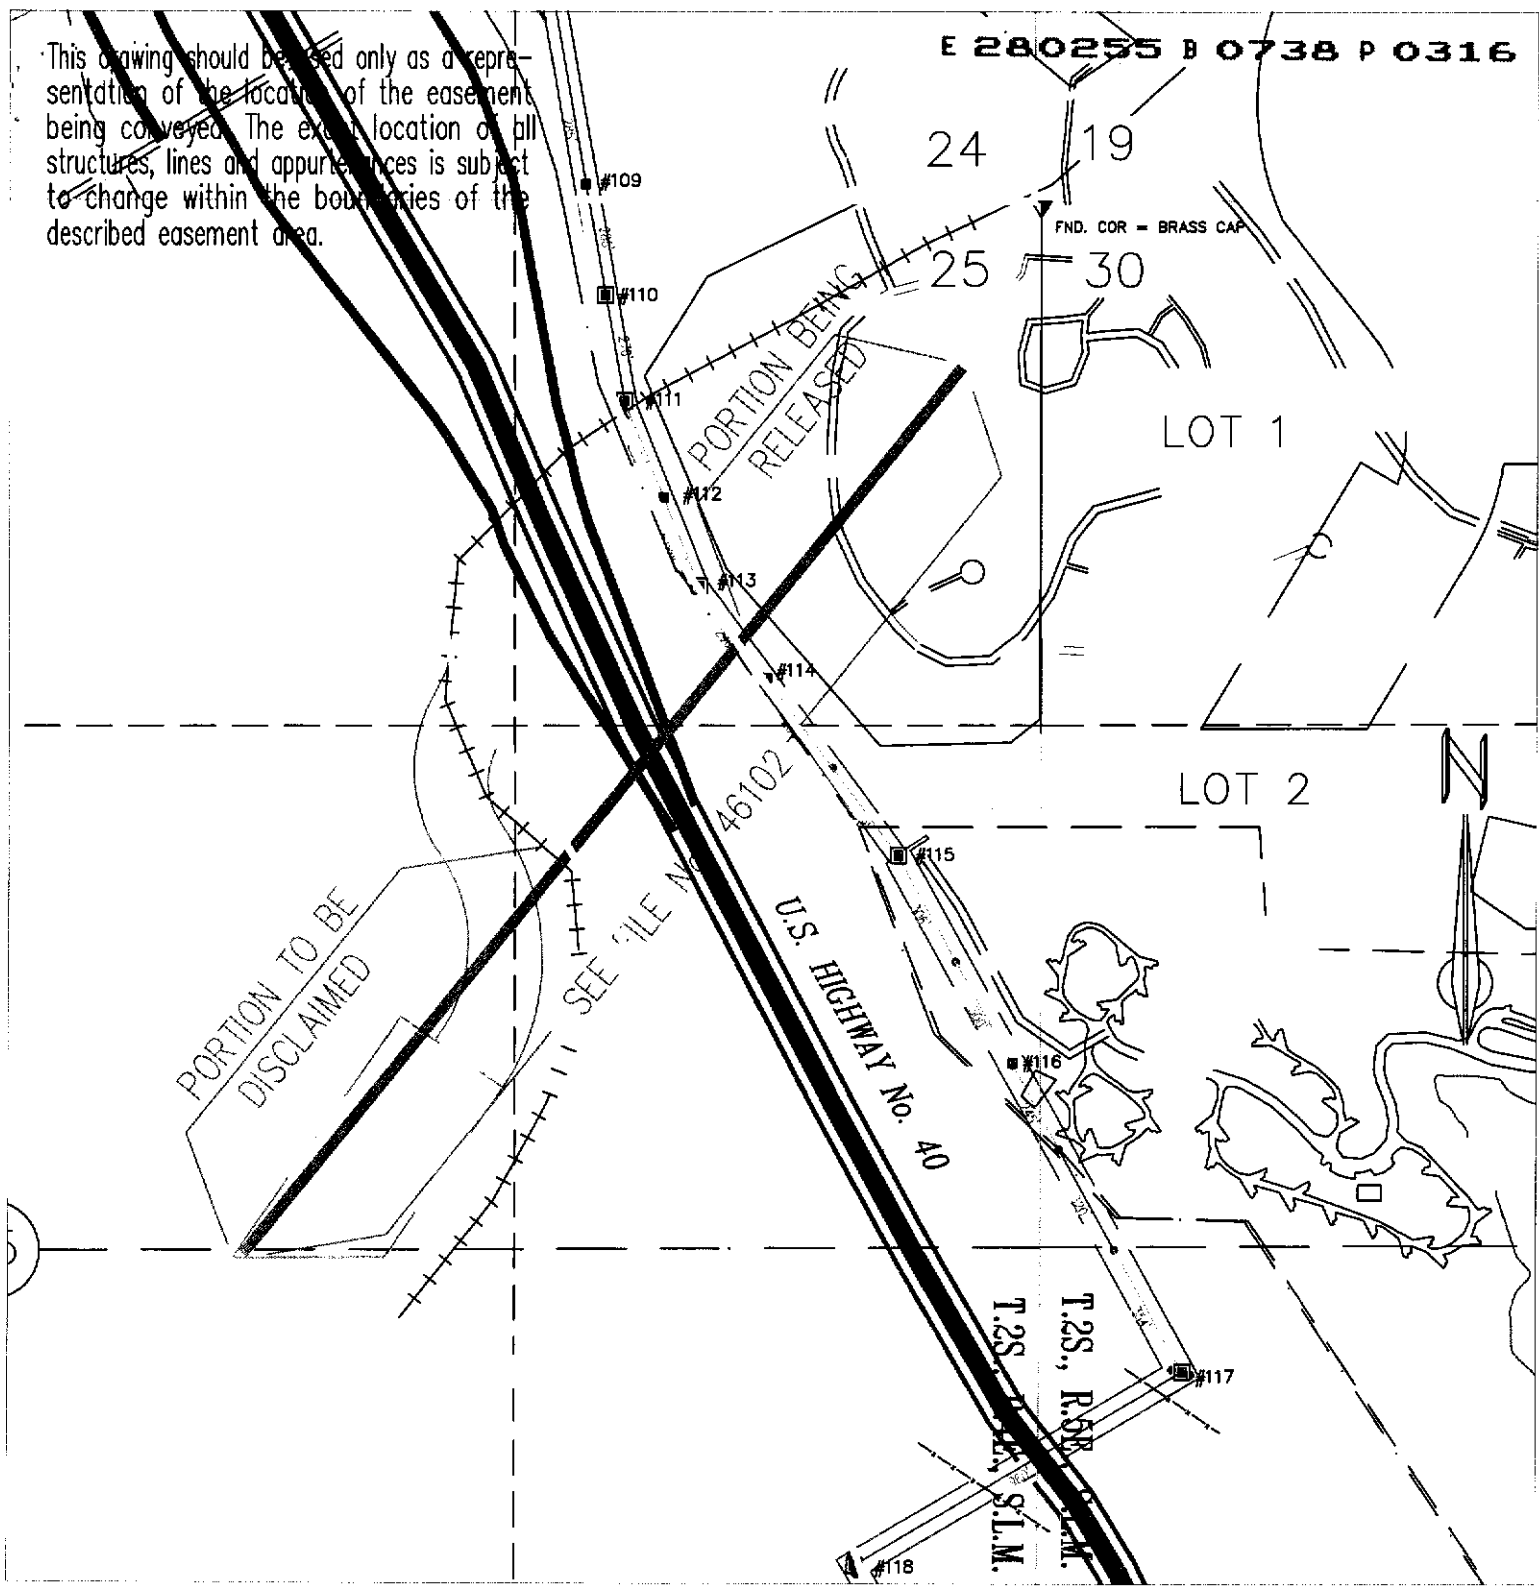 E 280255 B 0738 P 0316
This drawing should be used only as a repre-
sentation of the location of the easement
being conveyed. The exact location of all
structures, lines and appurtenances is subject
to change within the boundaries of the
described easement area.
24
19
FND. COR = BRASS CAP
25
30
#109
#110
#111
#112
#113
#114
PORTION BEING
RELEASED
LOT 1
LOT 2
N
#115
SEE FILE No. 46102
PORTION TO BE
DISCLAIMED
U.S. HIGHWAY No. 40
#116
#117
#118
T.2S., R.5E., S.L.M.
T.2S., S.L.M.